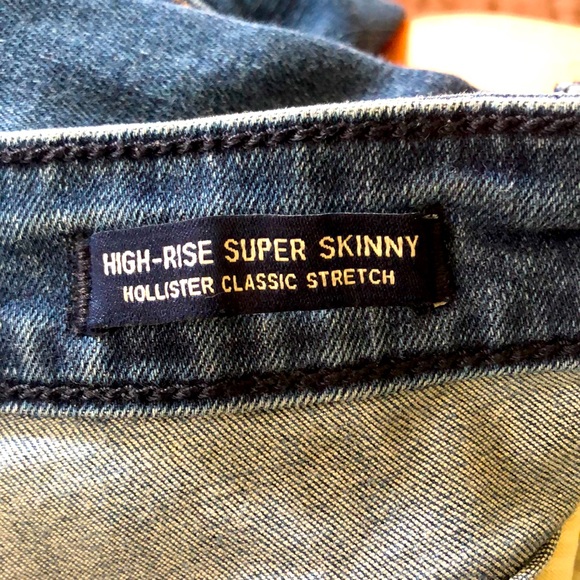 HIGH-RISE SUPER SKINNY
HOLLISTER CLASSIC STRETCH